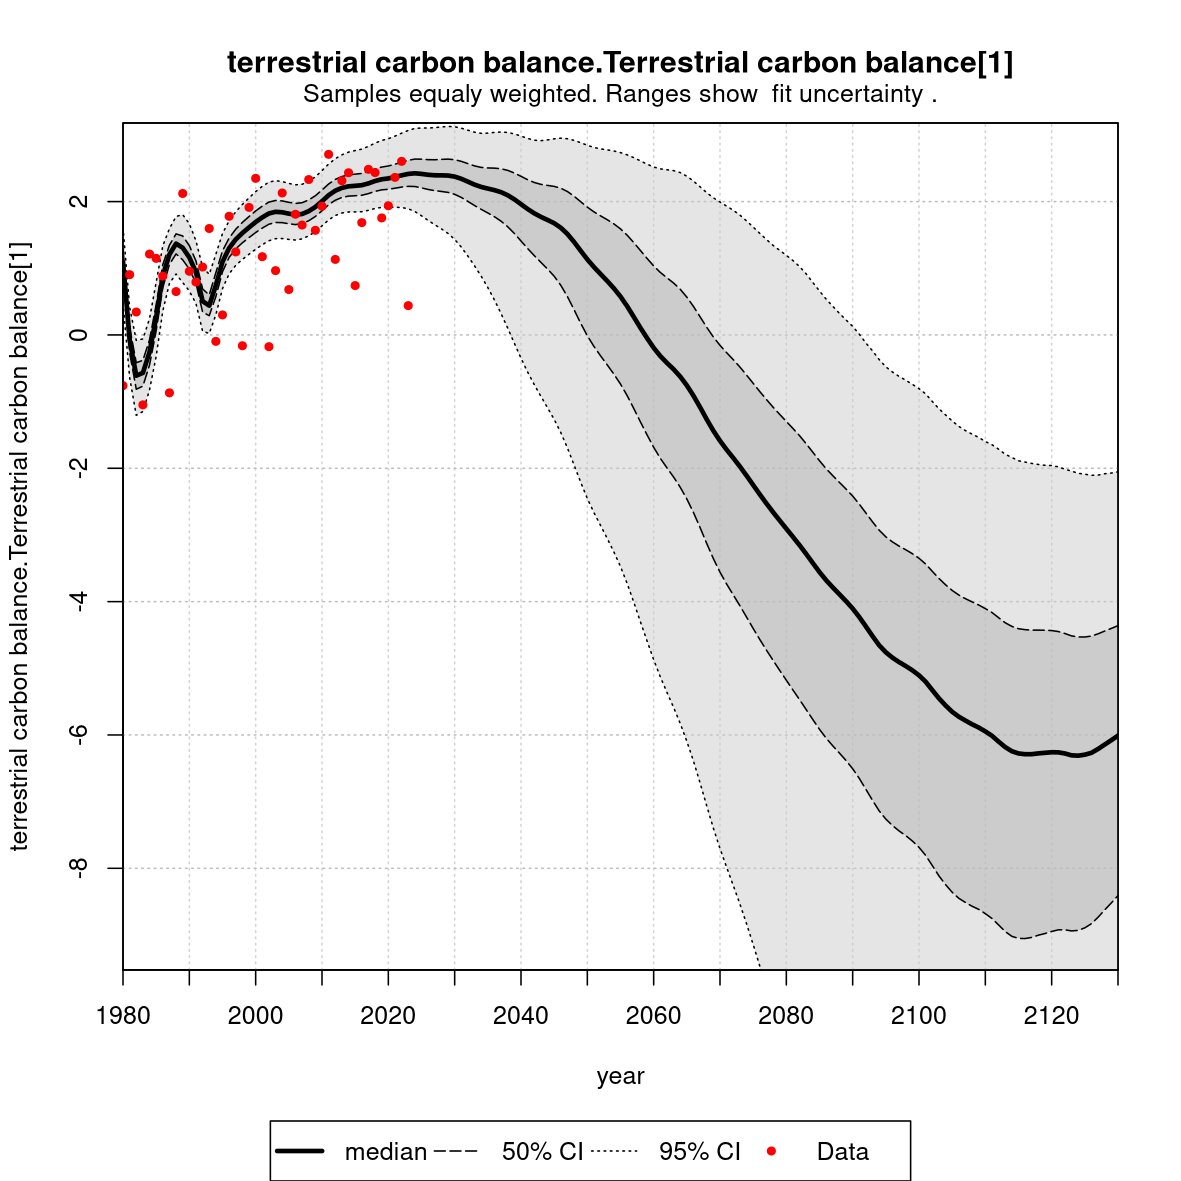 terrestrial carbon balance.Terrestrial carbon balance[1]
Samples equaly weighted. Ranges show  fit uncertainty .
terrestrial carbon balance.Terrestrial carbon balance[1]
2
0
-2
-4
-6
-8
1980 2000 2020 2040 2060 2080 2100 2120
year
median 50% CI 95% CI Data